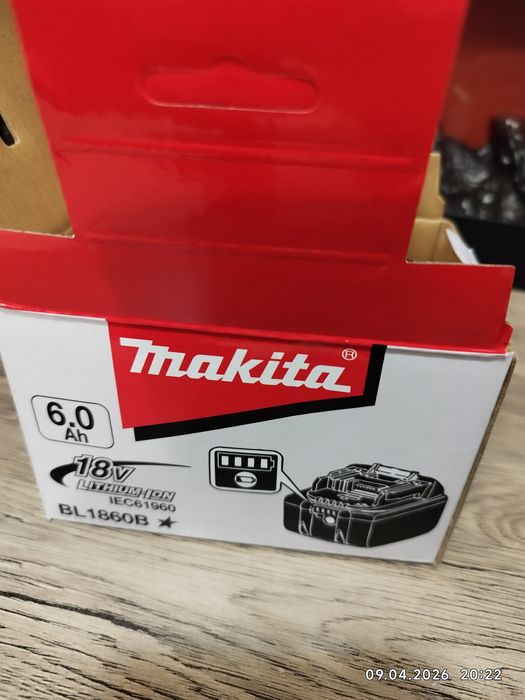 makita®
6.0
Ah
18V
LITHIUM-ION
IEC61960
BL1860B ★
09.04.2026 20:22